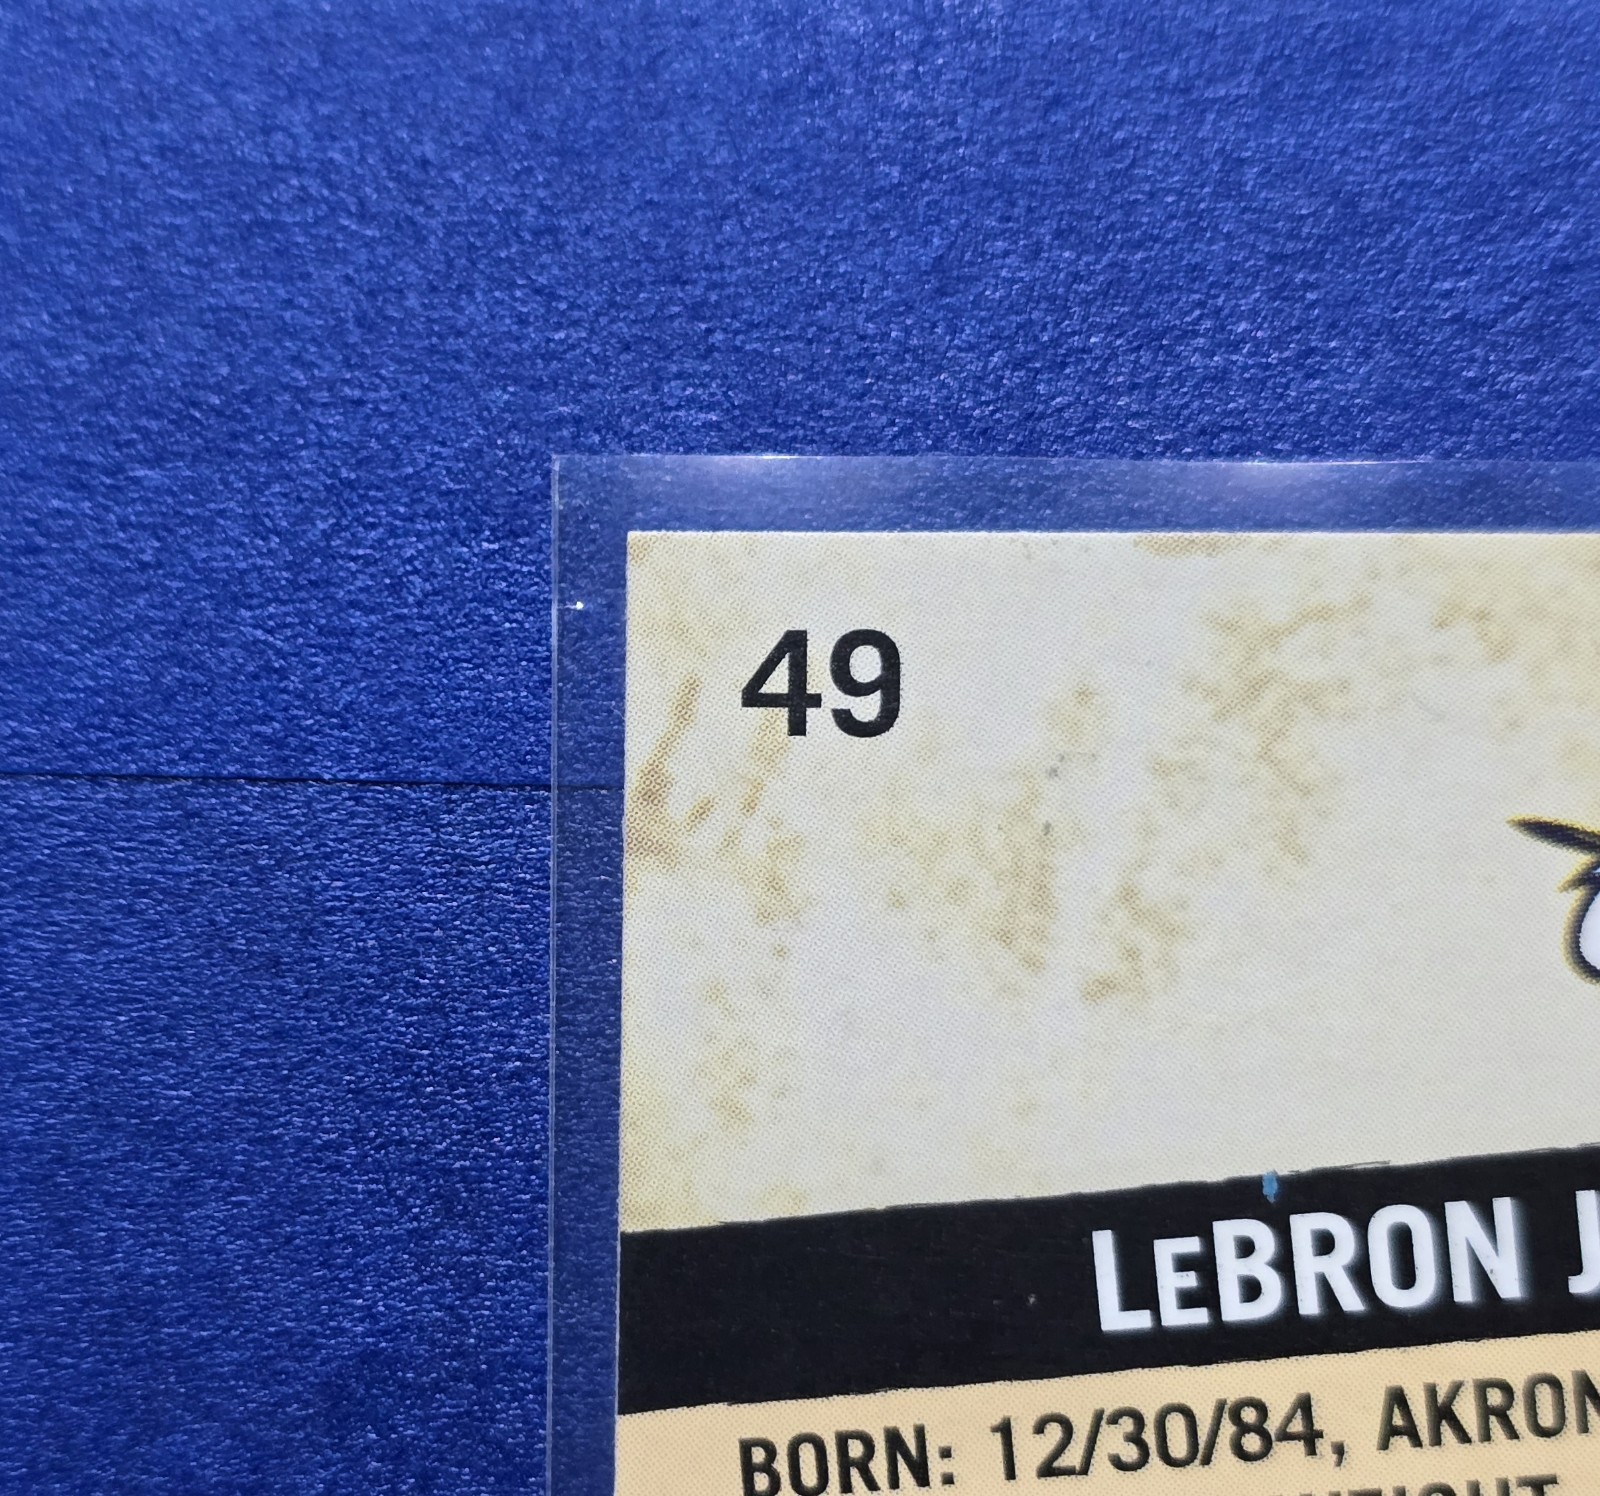 49
LeBRON J
BORN: 12/30/84, AKRON